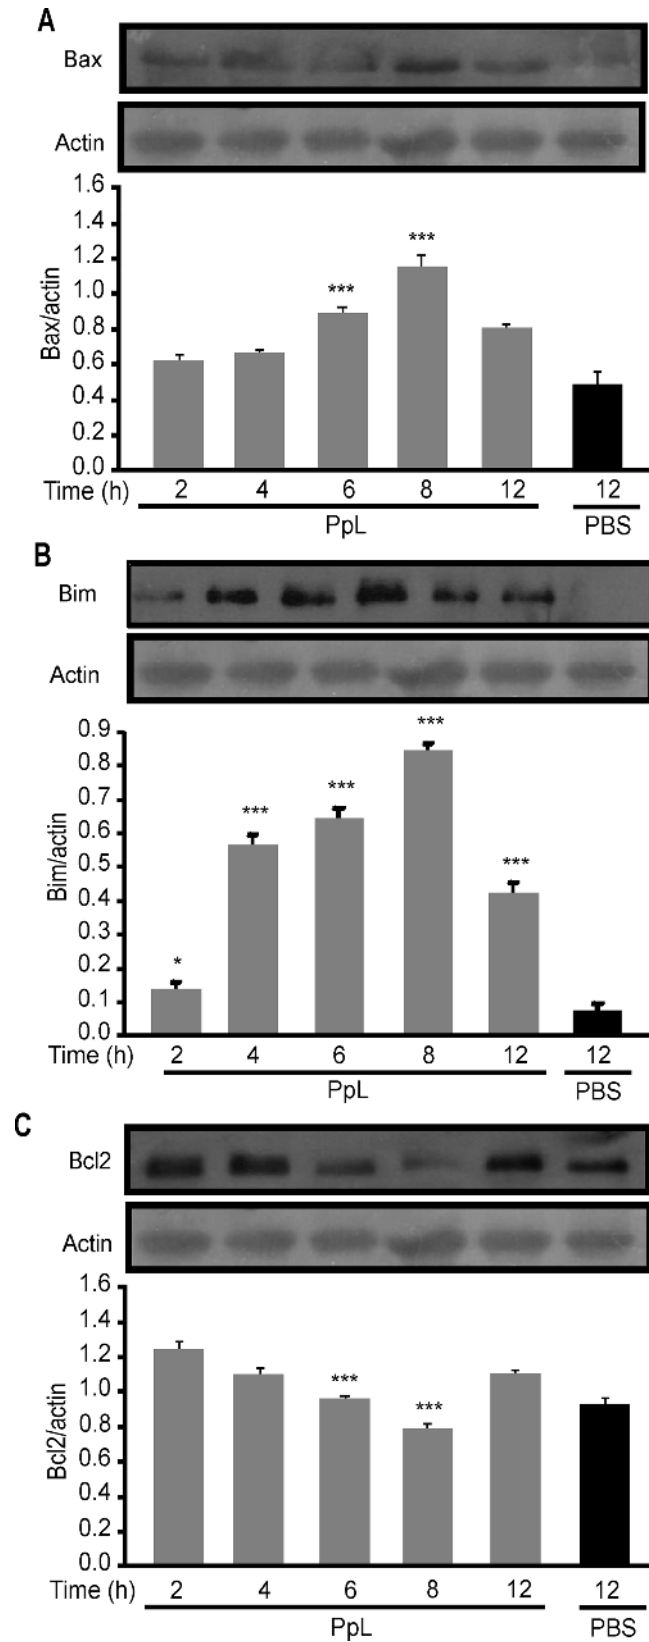 A
Bax
Actin
1.6
1.4
1.2
1.0
0.8
0.6
0.4
0.2
0.0
Bax/actin
*** ***
Time (h) 2 4 6 8 12 12
PpL PBS
B
Bim
Actin
0.9
0.8
0.7
0.6
0.5
0.4
0.3
0.2
0.1
0.0
Bim/actin
* *** *** *** ***
Time (h) 2 4 6 8 12 12
PpL PBS
C
Bcl2
Actin
1.6
1.4
1.2
1.0
0.8
0.6
0.4
0.2
0.0
Bcl2/actin
*** ***
Time (h) 2 4 6 8 12 12
PpL PBS